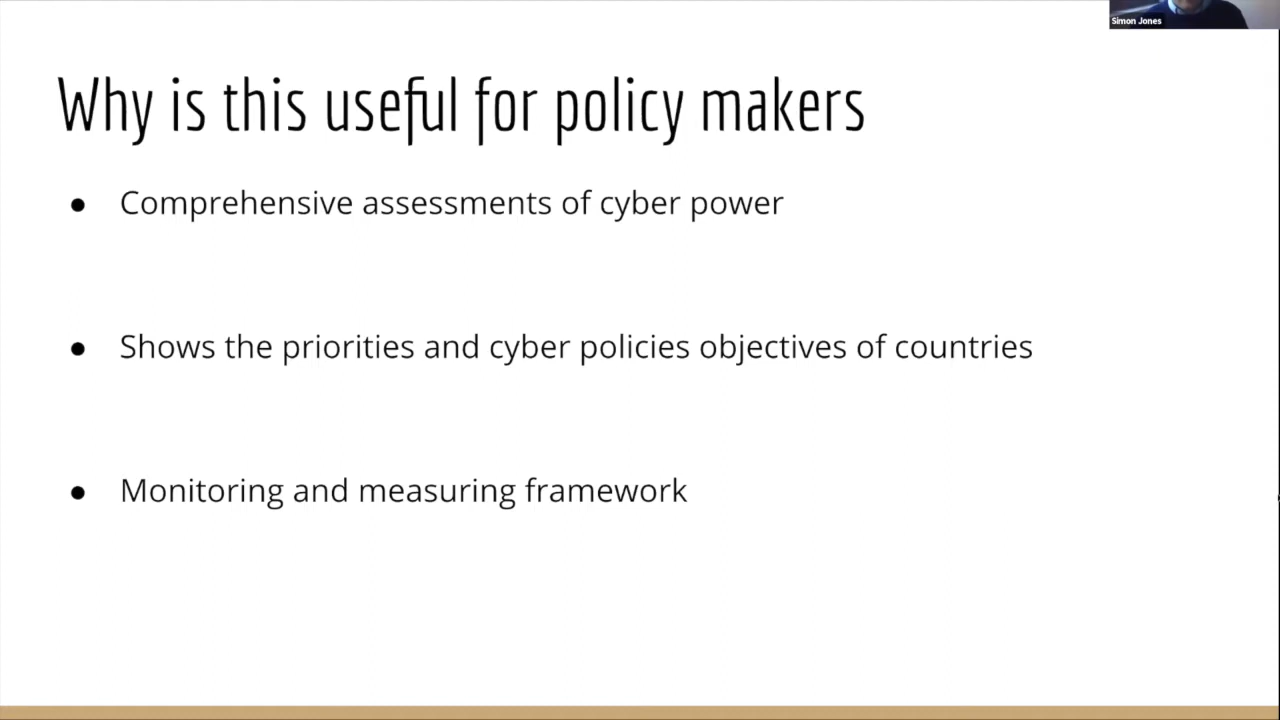 Simon Jones
Why is this useful for policy makers
● Comprehensive assessments of cyber power
● Shows the priorities and cyber policies objectives of countries
● Monitoring and measuring framework